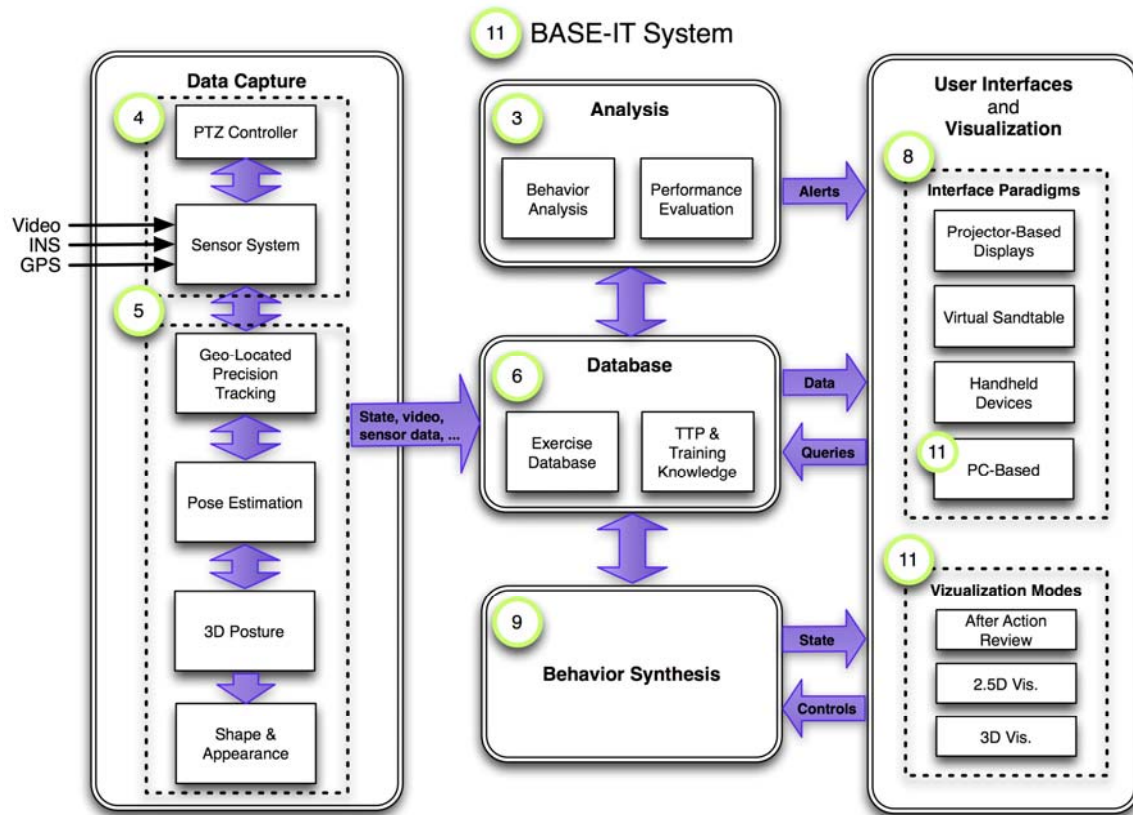 11 BASE-IT System
Data Capture
4
PTZ Controller
Video
INS
GPS
Sensor System
5
Geo-Located
Precision
Tracking
Pose Estimation
3D Posture
Shape &
Appearance
State, video,
sensor data, ...
3
Analysis
Behavior
Analysis
Performance
Evaluation
Alerts
6
Database
Exercise
Database
TTP &
Training
Knowledge
Data
Queries
9
Behavior Synthesis
State
Controls
User Interfaces
and
Visualization
8
Interface Paradigms
Projector-Based
Displays
Virtual Sandtable
Handheld
Devices
11
PC-Based
11
Vizualization Modes
After Action
Review
2.5D Vis.
3D Vis.